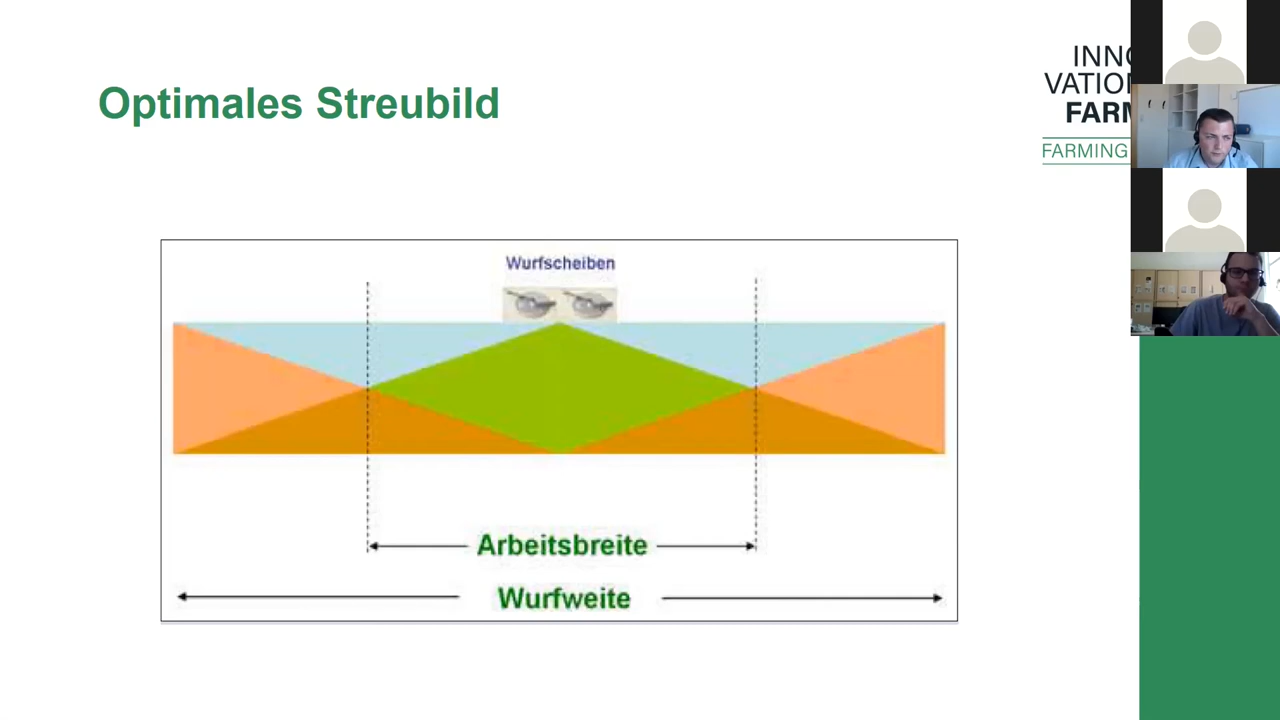 Optimales Streubild
INNO
VATION
FARM
FARMING
Wurfscheiben
Arbeitsbreite
Wurfweite